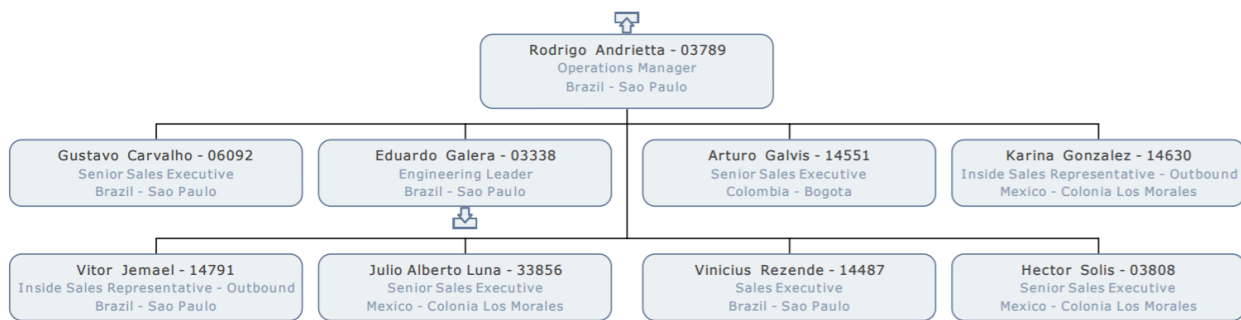 Rodrigo Andrietta - 03789
Operations Manager
Brazil - Sao Paulo
Gustavo Carvalho - 06092
Senior Sales Executive
Brazil - Sao Paulo
Eduardo Galera - 03338
Engineering Leader
Brazil - Sao Paulo
Arturo Galvis - 14551
Senior Sales Executive
Colombia - Bogota
Karina Gonzalez - 14630
Inside Sales Representative - Outbound
Mexico - Colonia Los Morales
Vitor Jemael - 14791
Inside Sales Representative - Outbound
Brazil - Sao Paulo
Julio Alberto Luna - 33856
Senior Sales Executive
Mexico - Colonia Los Morales
Vinicius Rezende - 14487
Sales Executive
Brazil - Sao Paulo
Hector Solis - 03808
Senior Sales Executive
Mexico - Colonia Los Morales